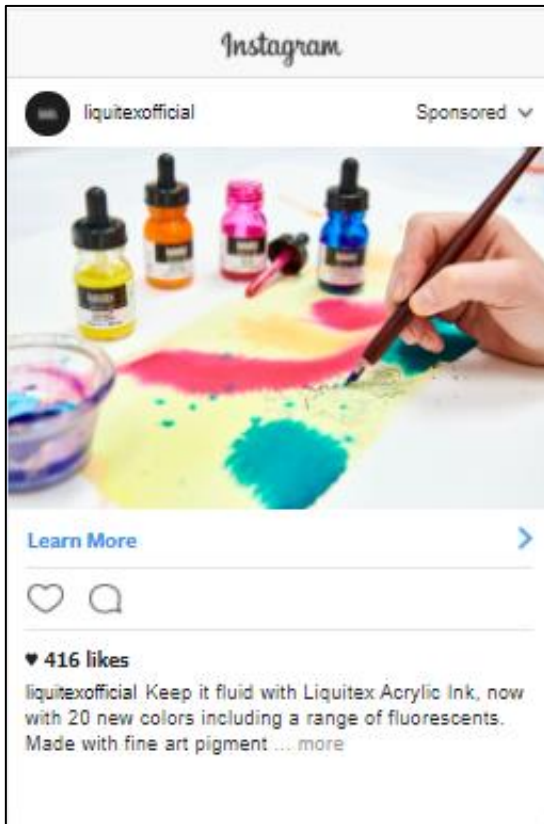 Instagram
liquitexofficial
Sponsored
Learn More
♥ 416 likes
liquitexofficial Keep it fluid with Liquitex Acrylic Ink, now
with 20 new colors including a range of fluorescents.
Made with fine art pigment ... more